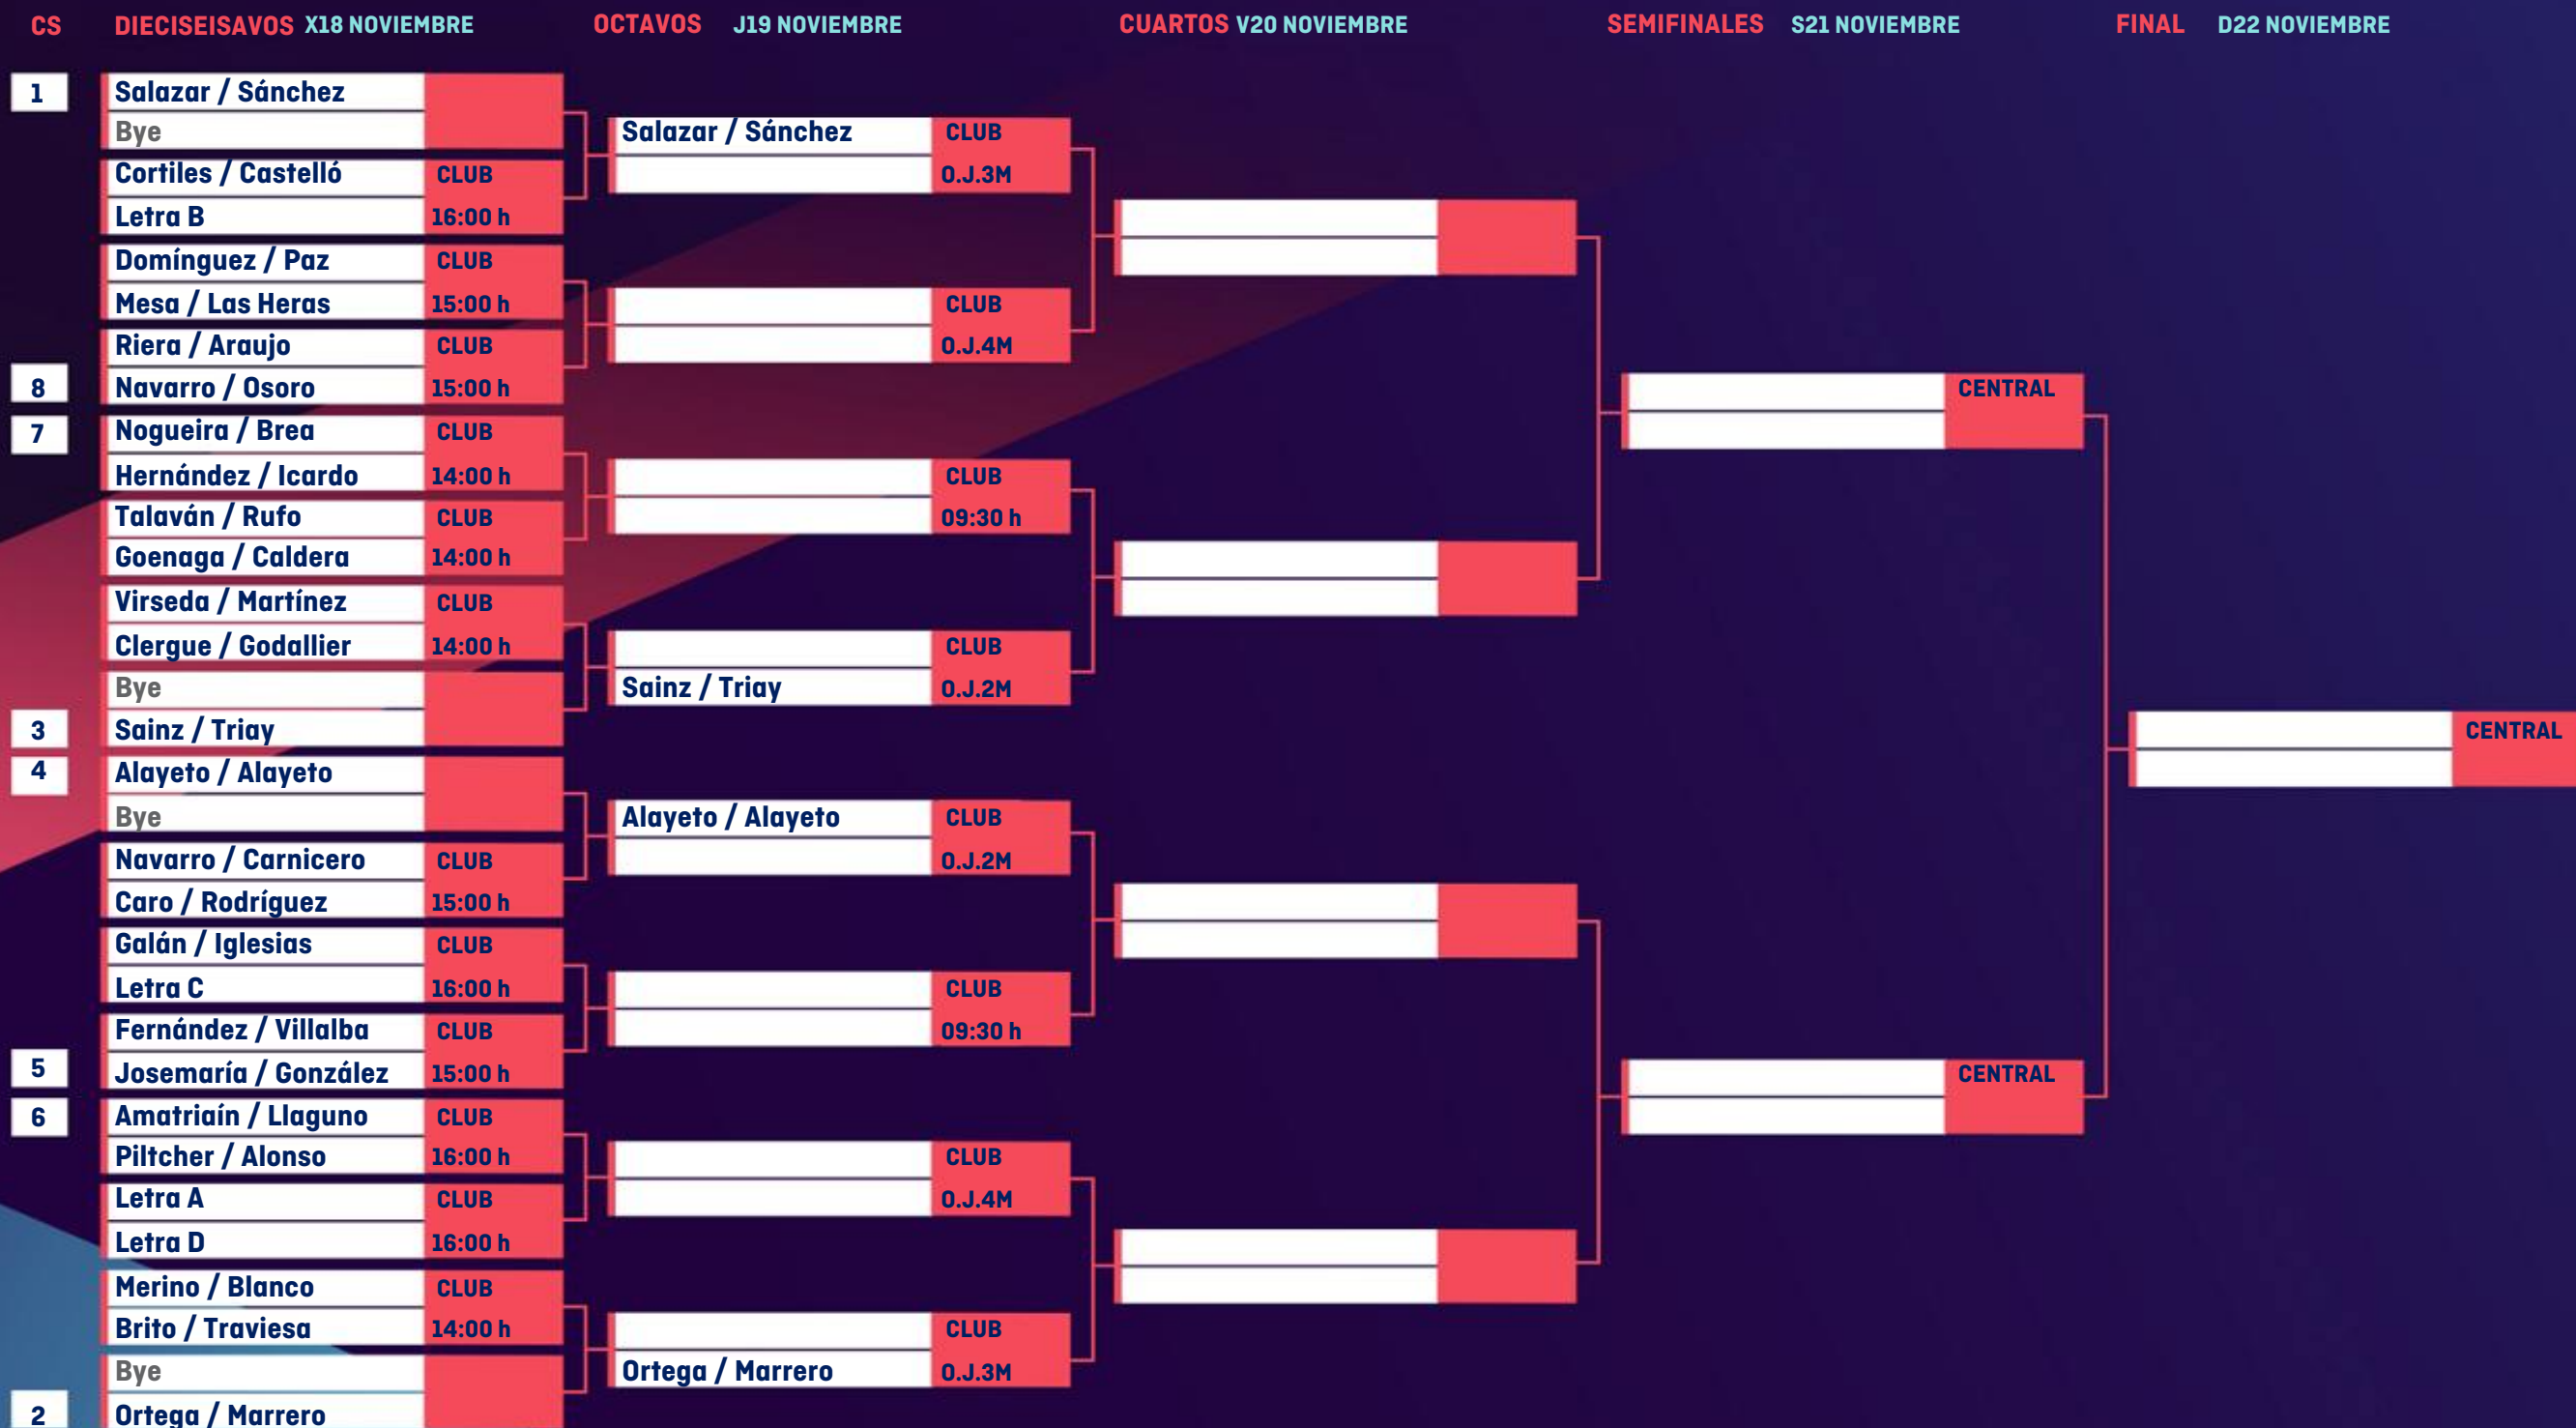 CS DIECISEISAVOS X18 NOVIEMBRE OCTAVOS J19 NOVIEMBRE CUARTOS V20 NOVIEMBRE SEMIFINALES S21 NOVIEMBRE FINAL D22 NOVIEMBRE
1 Salazar / Sánchez
Bye
Cortiles / Castelló CLUB
Letra B 16:00 h
Domínguez / Paz CLUB
Mesa / Las Heras 15:00 h
Riera / Araujo CLUB
8 Navarro / Osoro 15:00 h
7 Nogueira / Brea CLUB
Hernández / Icardo 14:00 h
Talaván / Rufo CLUB
Goenaga / Caldera 14:00 h
Virseda / Martínez CLUB
Clergue / Godallier 14:00 h
Bye
3 Sainz / Triay
4 Alayeto / Alayeto
Bye
Navarro / Carnicero CLUB
Caro / Rodríguez 15:00 h
Galán / Iglesias CLUB
Letra C 16:00 h
Fernández / Villalba CLUB
5 Josemaría / González 15:00 h
6 Amatriaín / Llaguno CLUB
Piltcher / Alonso 16:00 h
Letra A CLUB
Letra D 16:00 h
Merino / Blanco CLUB
Brito / Traviesa 14:00 h
Bye
2 Ortega / Marrero
Salazar / Sánchez CLUB
O.J.3M
CLUB
O.J.4M
CLUB
09:30 h
CLUB
Sainz / Triay O.J.2M
Alayeto / Alayeto CLUB
O.J.2M
CLUB
09:30 h
CLUB
O.J.4M
CLUB
Ortega / Marrero O.J.3M
CENTRAL
CENTRAL
CENTRAL